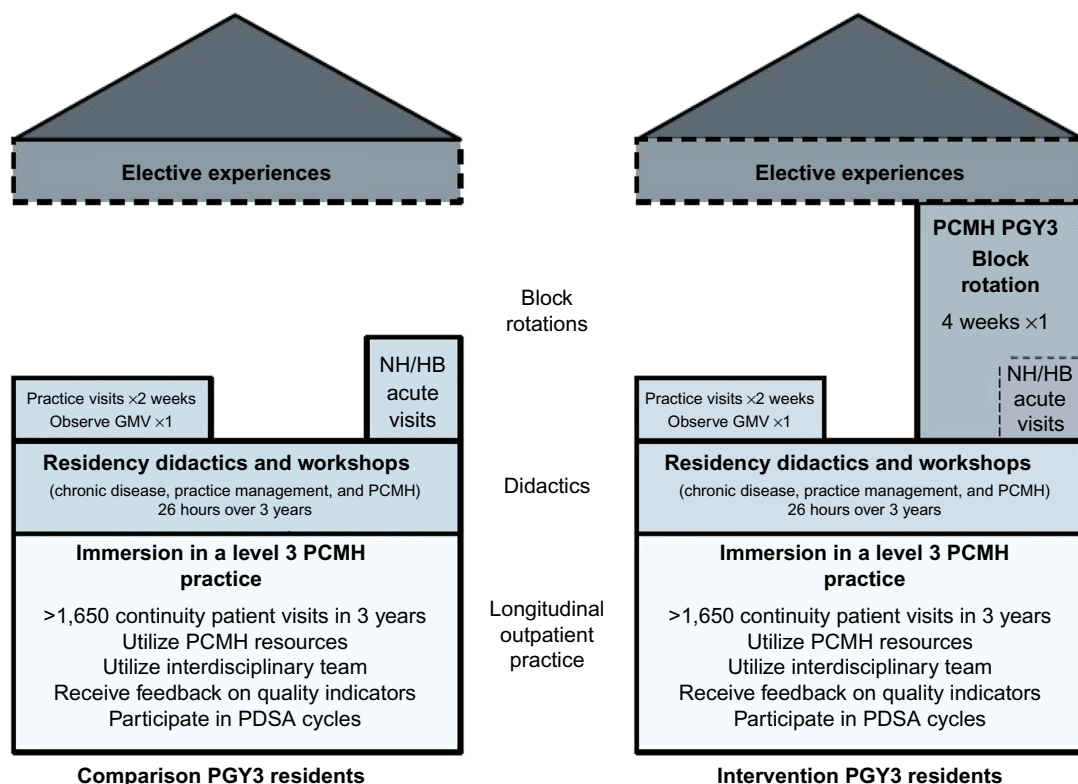 Elective experiences
NH/HB
acute
visits
Practice visits ×2 weeks
Observe GMV ×1
Residency didactics and workshops
(chronic disease, practice management, and PCMH)
26 hours over 3 years
Immersion in a level 3 PCMH
practice
>1,650 continuity patient visits in 3 years
Utilize PCMH resources
Utilize interdisciplinary team
Receive feedback on quality indicators
Participate in PDSA cycles
Comparison PGY3 residents
Block
rotations
Didactics
Longitudinal
outpatient
practice
Elective experiences
PCMH PGY3
Block
rotation
4 weeks ×1
NH/HB
acute
visits
Practice visits ×2 weeks
Observe GMV ×1
Residency didactics and workshops
(chronic disease, practice management, and PCMH)
26 hours over 3 years
Immersion in a level 3 PCMH
practice
>1,650 continuity patient visits in 3 years
Utilize PCMH resources
Utilize interdisciplinary team
Receive feedback on quality indicators
Participate in PDSA cycles
Intervention PGY3 residents